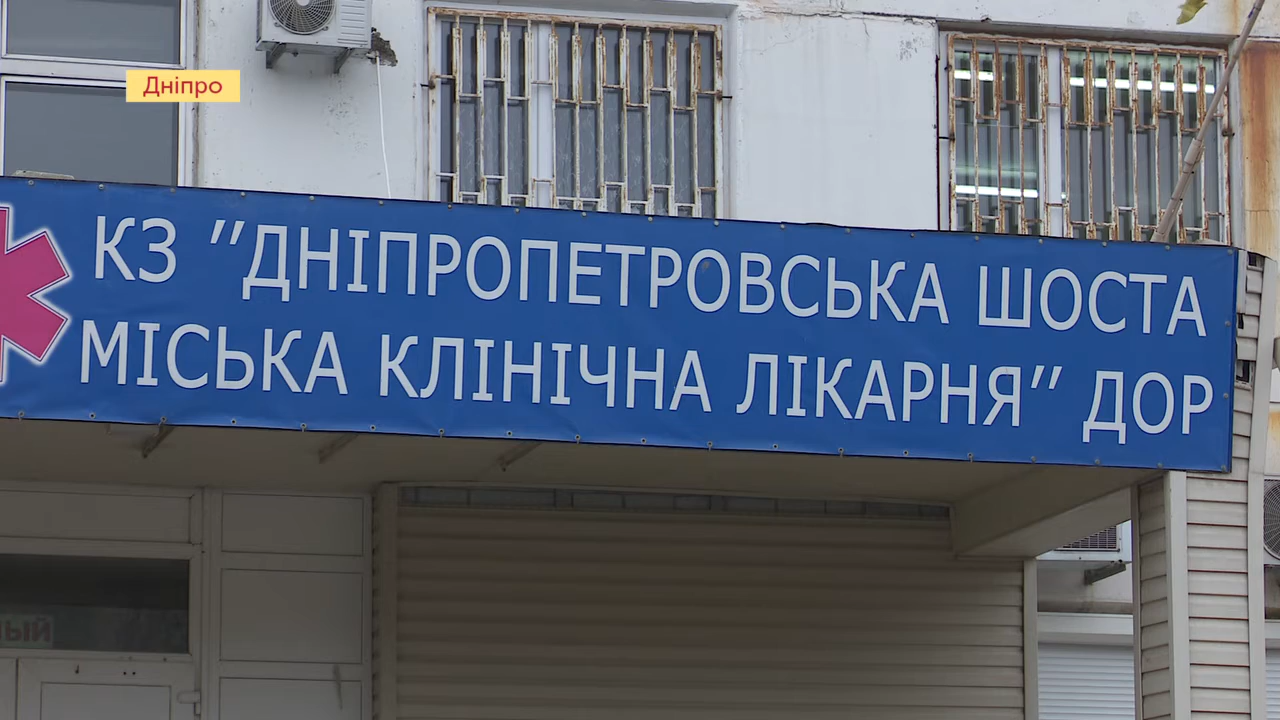 Дніпро
КЗ "ДНІПРОПЕТРОВСЬКА ШОСТА
МІСЬКА КЛІНІЧНА ЛІКАРНЯ" ДОР